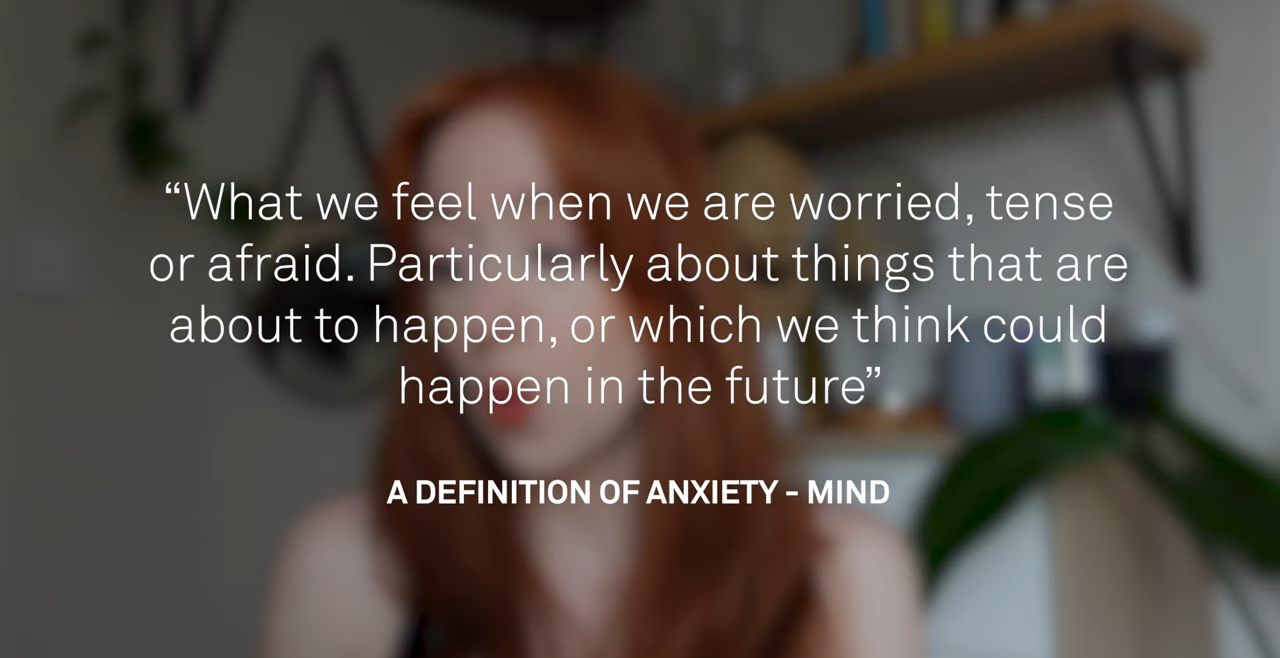 “What we feel when we are worried, tense
or afraid. Particularly about things that are
about to happen, or which we think could
happen in the future”
A DEFINITION OF ANXIETY - MIND